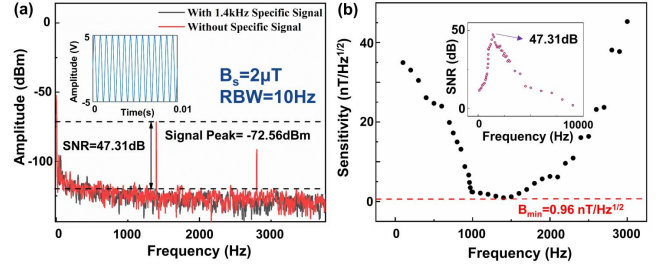 (a)
With 1.4kHz Specific Signal
Without Specific Signal
0
-50
-100
Amplitude (dBm)
5
-5
Amplitude (V)
0
0.01
Time(s)
Bs=2μT
RBW=10Hz
SNR=47.31dB
Signal Peak= -72.56dBm
0
1000
2000
3000
Frequency (Hz)
(b)
Sensitivity (nT/Hz1/2)
40
20
0
50
0
SNR (dB)
47.31dB
0
10000
Frequency (Hz)
Bmin=0.96 nT/Hz1/2
0
1000
2000
3000
Frequency (Hz)